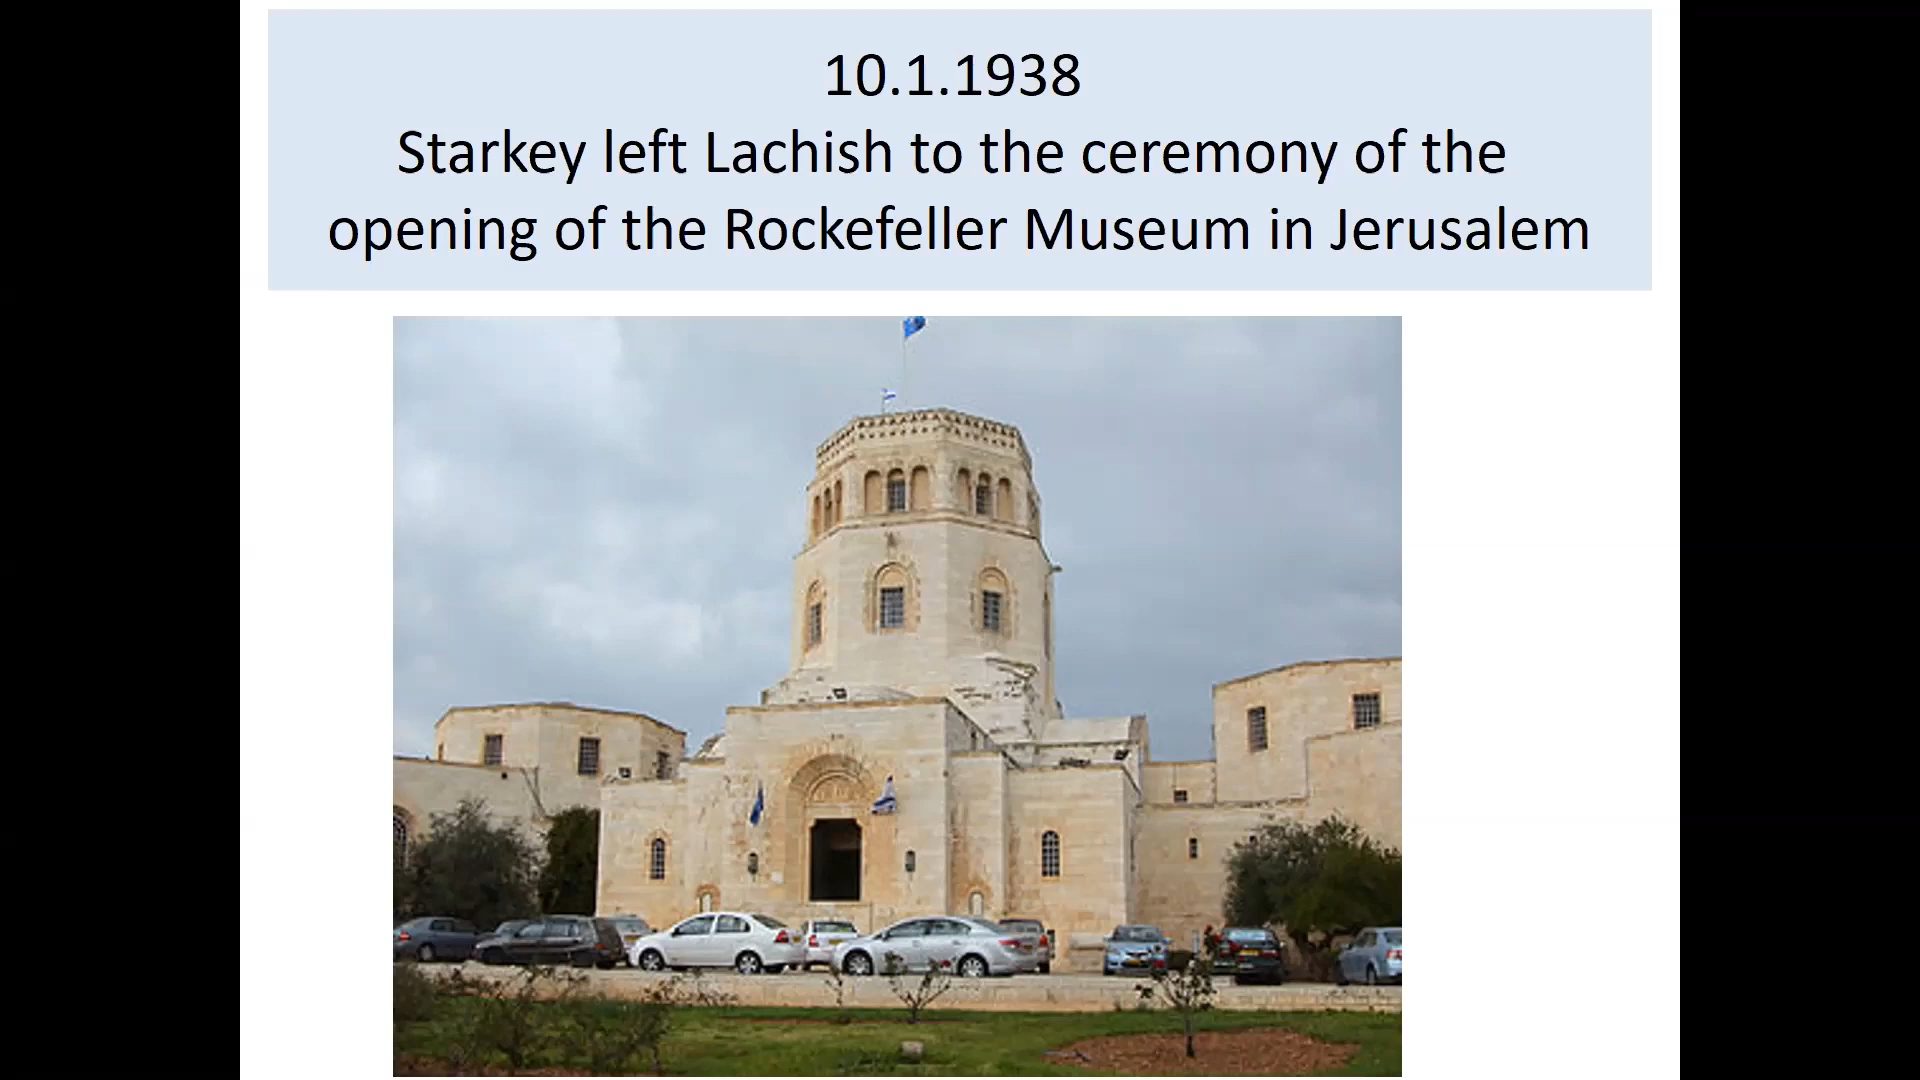 10.1.1938
Starkey left Lachish to the ceremony of the
opening of the Rockefeller Museum in Jerusalem